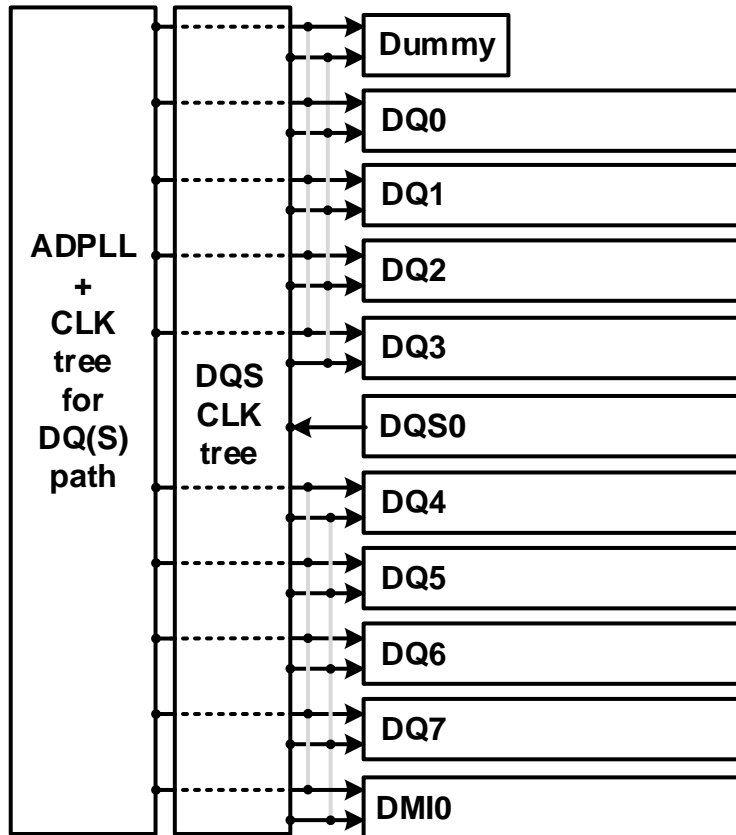 ADPLL
+
CLK
tree
for
DQ(S)
path
DQS
CLK
tree
Dummy
DQ0
DQ1
DQ2
DQ3
DQS0
DQ4
DQ5
DQ6
DQ7
DMI0